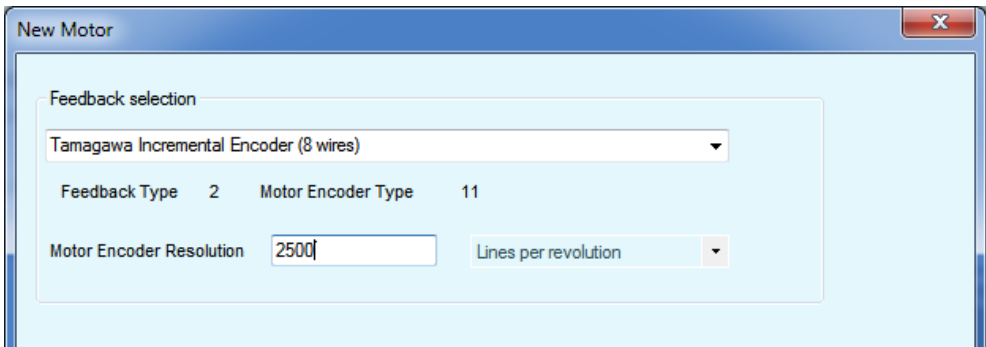 New Motor
Feedback selection
Tamagawa Incremental Encoder (8 wires)
Feedback Type 2 Motor Encoder Type 11
Motor Encoder Resolution 2500 Lines per revolution